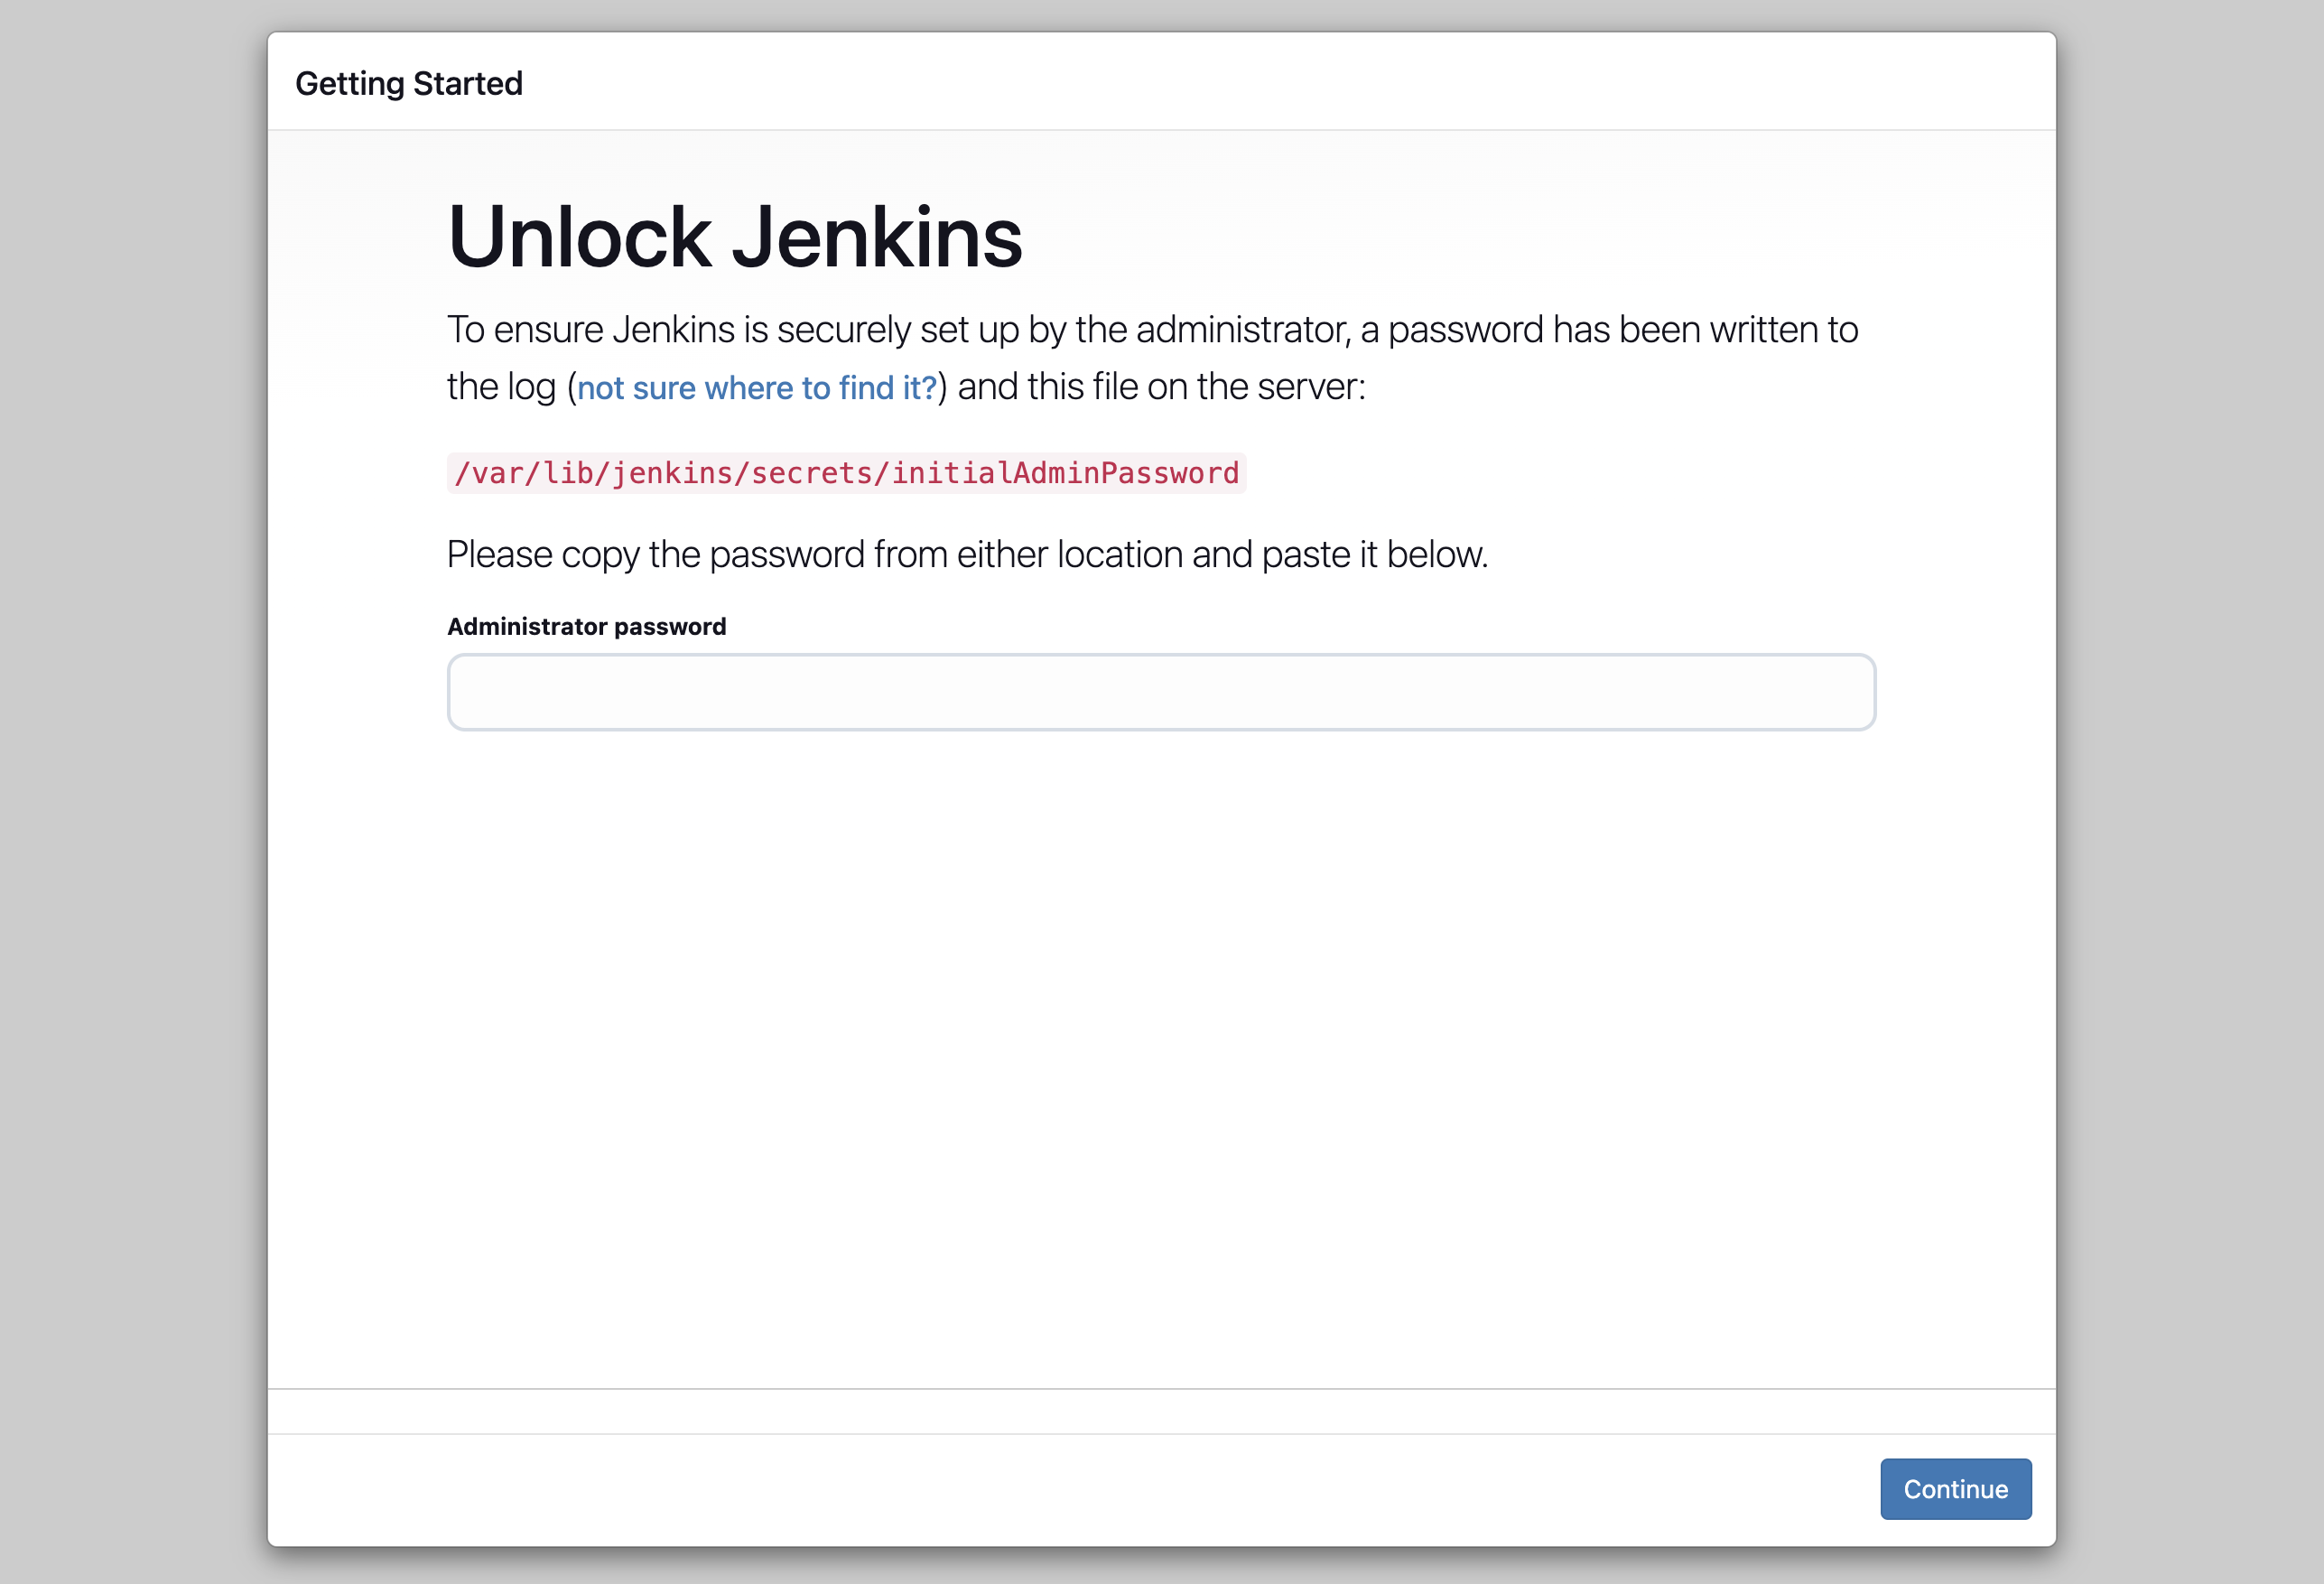 Getting Started
Unlock Jenkins
To ensure Jenkins is securely set up by the administrator, a password has been written to
the log (not sure where to find it?) and this file on the server:
/var/lib/jenkins/secrets/initialAdminPassword
Please copy the password from either location and paste it below.
Administrator password
Continue